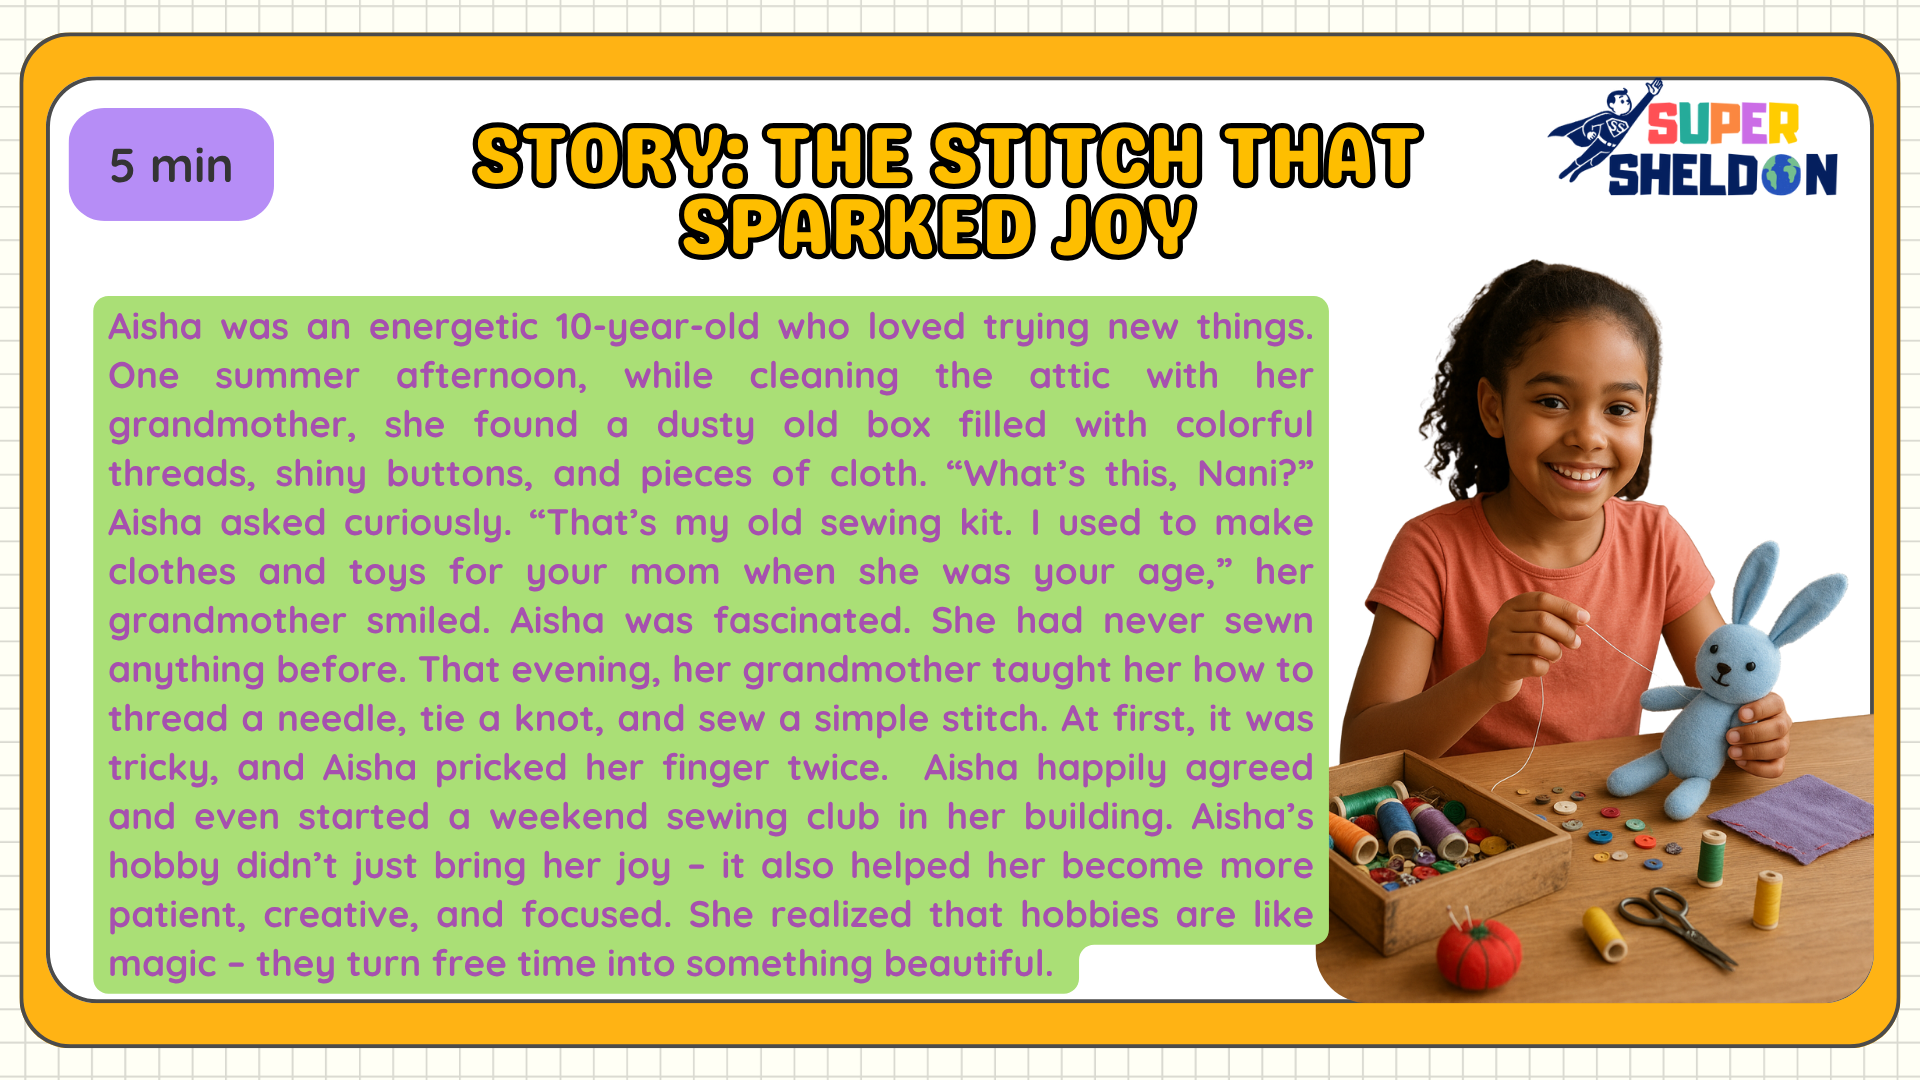 5 min
STORY: THE STITCH THAT
SPARKED JOY
SUPER
SHELDON
Aisha was an energetic 10-year-old who loved trying new things.
One summer afternoon, while cleaning the attic with her
grandmother, she found a dusty old box filled with colorful
threads, shiny buttons, and pieces of cloth. “What’s this, Nani?”
Aisha asked curiously. “That’s my old sewing kit. I used to make
clothes and toys for your mom when she was your age,” her
grandmother smiled. Aisha was fascinated. She had never sewn
anything before. That evening, her grandmother taught her how to
thread a needle, tie a knot, and sew a simple stitch. At first, it was
tricky, and Aisha pricked her finger twice.  Aisha happily agreed
and even started a weekend sewing club in her building. Aisha’s
hobby didn’t just bring her joy – it also helped her become more
patient, creative, and focused. She realized that hobbies are like
magic – they turn free time into something beautiful.